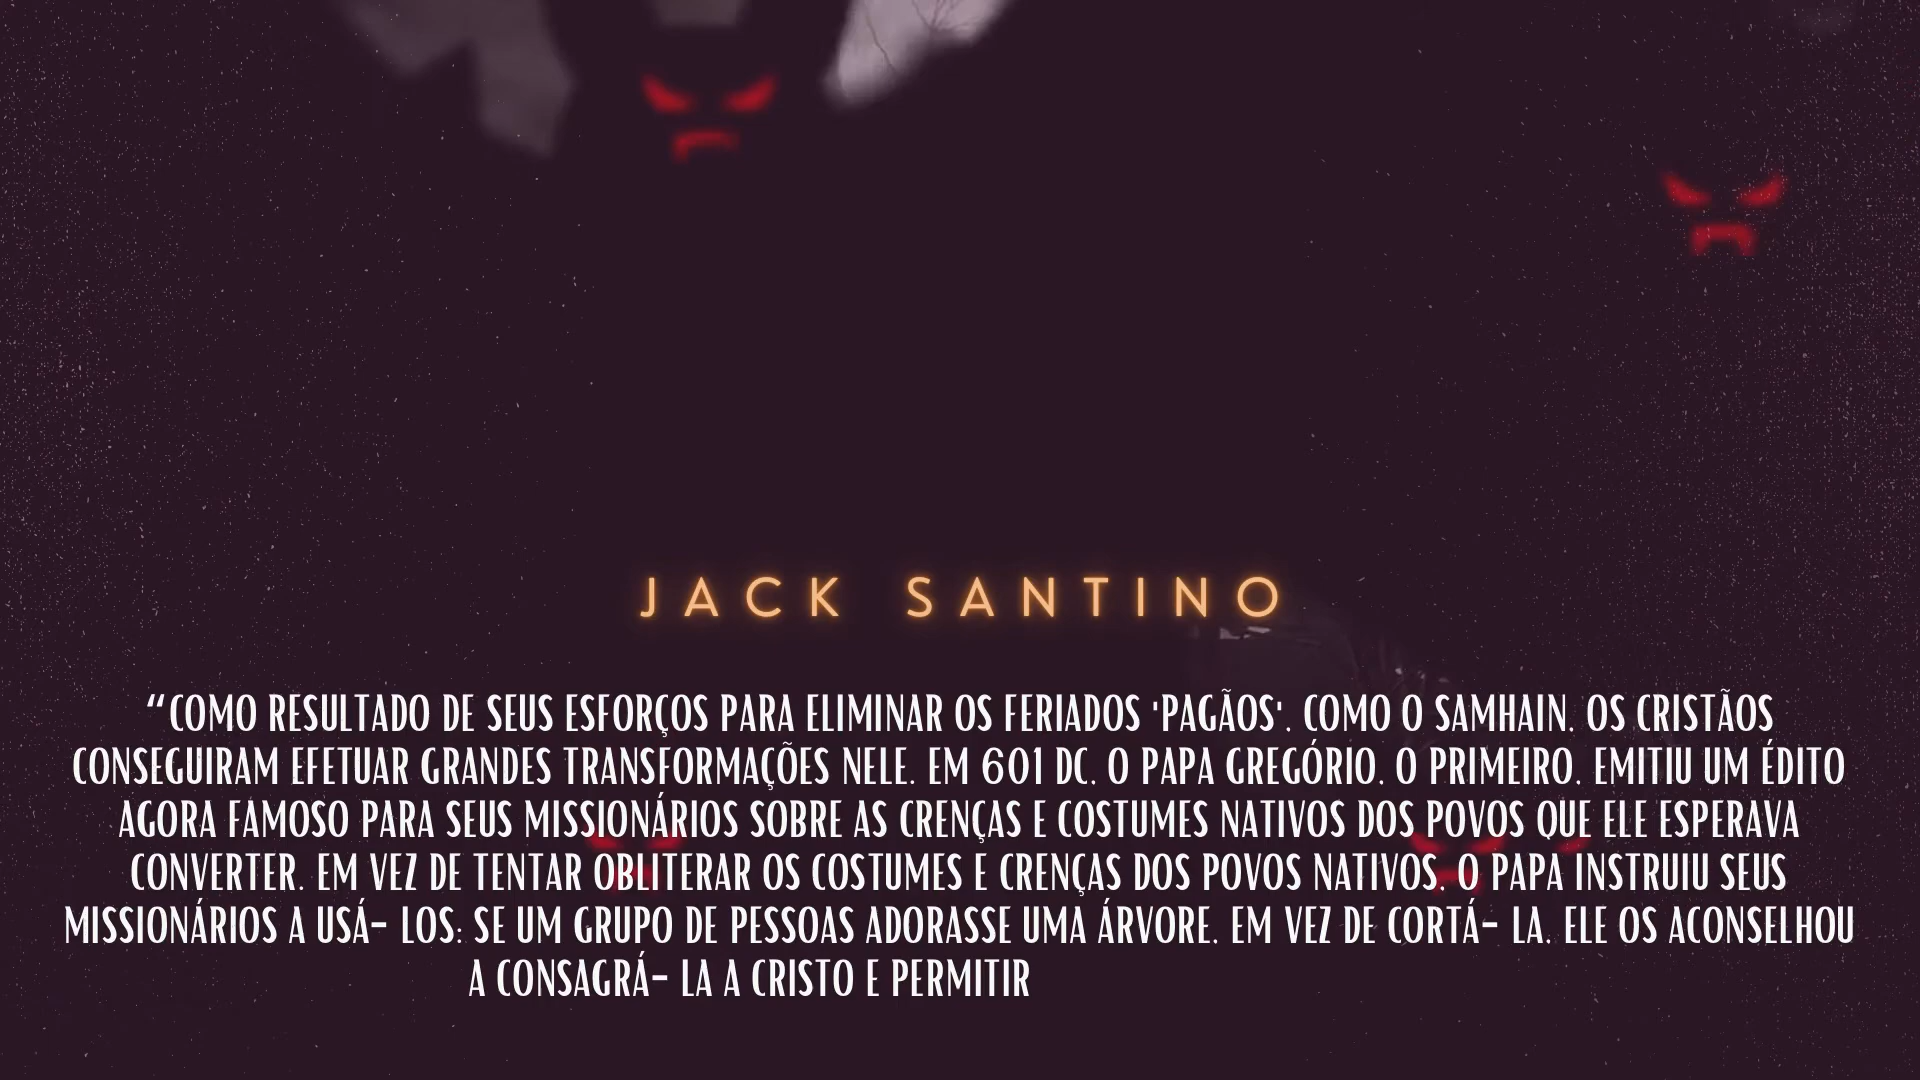 JACK SANTINO
“COMO RESULTADO DE SEUS ESFORÇOS PARA ELIMINAR OS FERIADOS 'PAGÃOS', COMO O SAMHAIN, OS CRISTÃOS
CONSEGUIRAM EFETUAR GRANDES TRANSFORMAÇÕES NELE. EM 601 DC, O PAPA GREGÓRIO, O PRIMEIRO, EMITIU UM ÉDITO
AGORA FAMOSO PARA SEUS MISSIONÁRIOS SOBRE AS CRENÇAS E COSTUMES NATIVOS DOS POVOS QUE ELE ESPERAVA
CONVERTER. EM VEZ DE TENTAR OBLITERAR OS COSTUMES E CRENÇAS DOS POVOS NATIVOS, O PAPA INSTRUIU SEUS
MISSIONÁRIOS A USÁ- LOS: SE UM GRUPO DE PESSOAS ADORASSE UMA ÁRVORE, EM VEZ DE CORTÁ- LA, ELE OS ACONSELHOU
A CONSAGRÁ- LA A CRISTO E PERMITIR